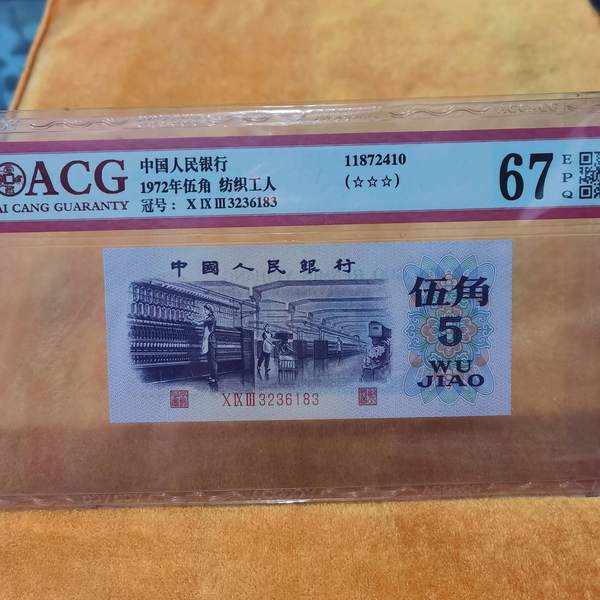 ACG
AI CANG GUARANTY
中国人民银行
1972年伍角 纺织工人
冠号： X IX III 3236183
11872410
(☆☆☆)
67
E
P
Q
中國人民銀行
伍角
5
WU
JIAO
X IX III 3236183